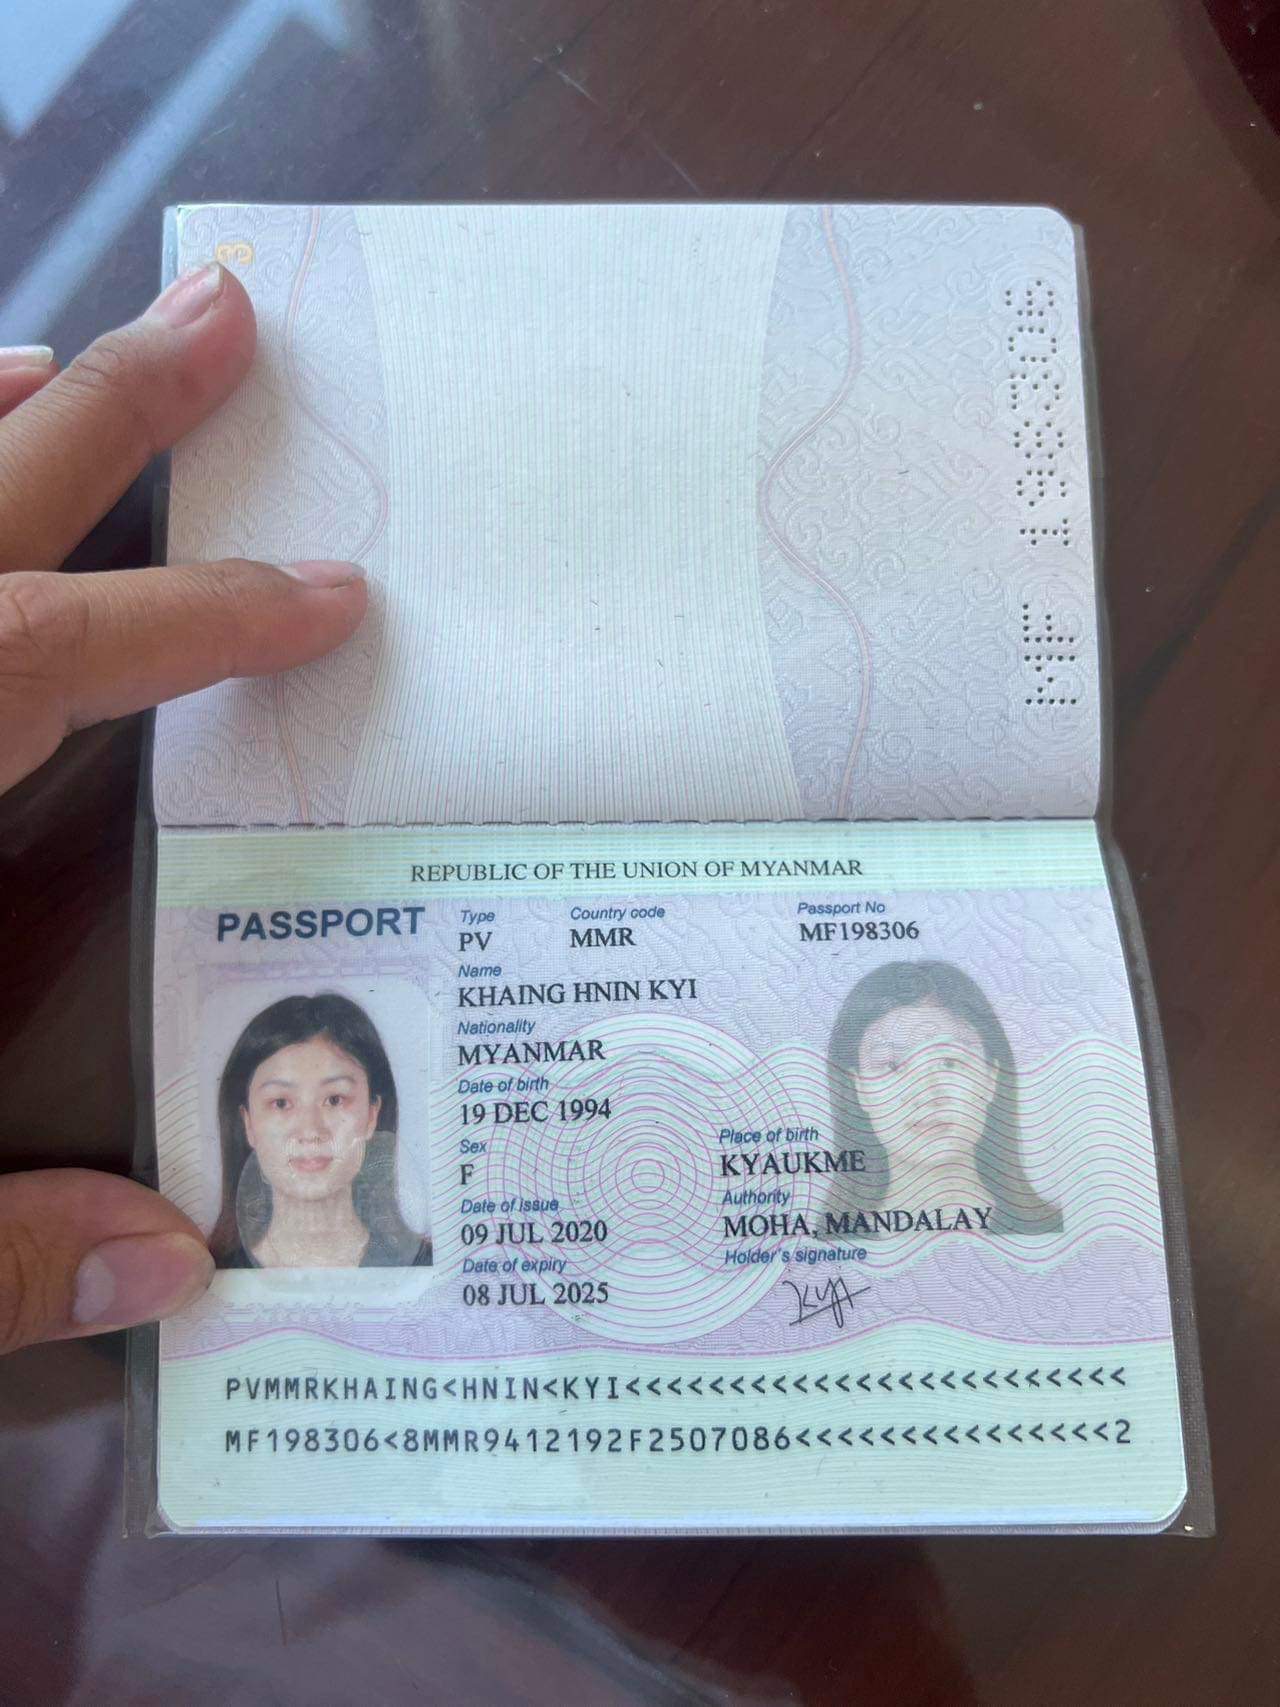 MF 198306
REPUBLIC OF THE UNION OF MYANMAR
PASSPORT
Type
Country code
Passport No
PV
MMR
MF198306
Name
KHAING HNIN KYI
Nationality
MYANMAR
Date of birth
19 DEC 1994
Sex
Place of birth
F
KYAUKME
Date of issue
Authority
09 JUL 2020
MOHA, MANDALAY
Date of expiry
Holder's signature
08 JUL 2025
PVMMRKHAING<HNIN<KYI<<<<<<<<<<<<<<<<<<<<<<<<
MF198306<8MMR9412192F2507086<<<<<<<<<<<<<<<2